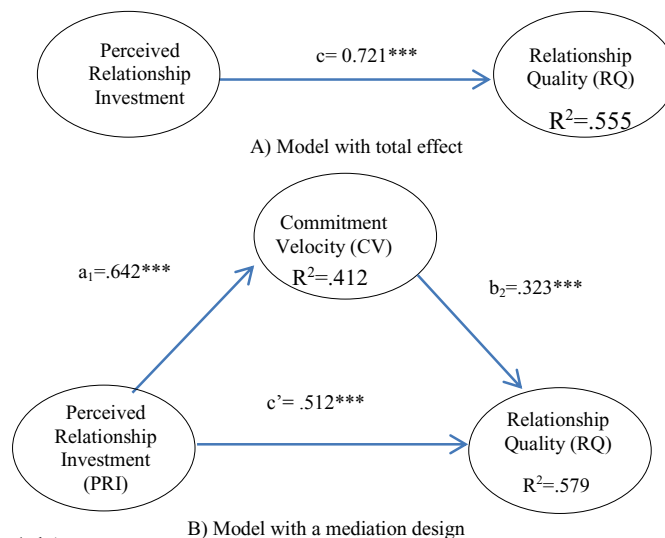 Perceived
Relationship
Investment
c= 0.721***
Relationship
Quality (RQ)
R²=.555
A) Model with total effect
Commitment
Velocity (CV)
R²=.412
a₁=.642***
b₂=.323***
Perceived
Relationship
Investment
(PRI)
c’= .512***
Relationship
Quality (RQ)
R²=.579
B) Model with a mediation design